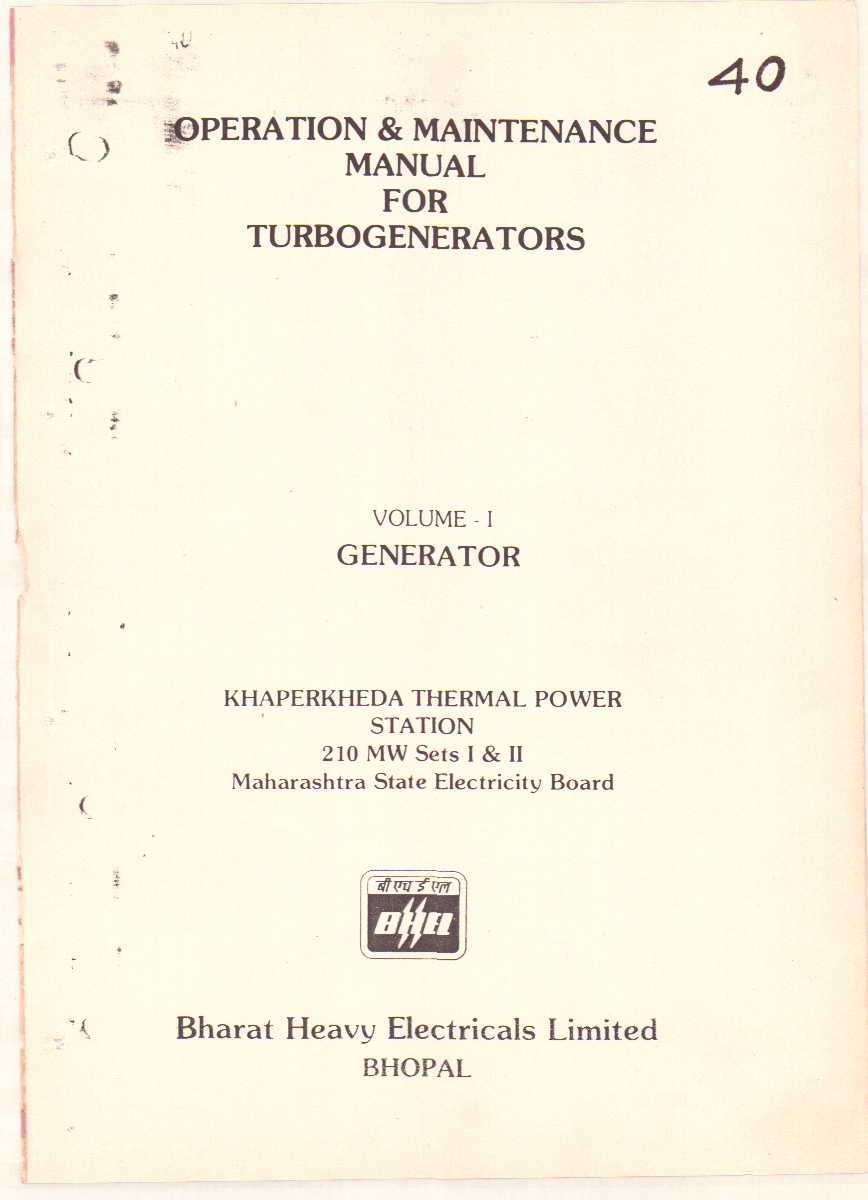 40
40
OPERATION & MAINTENANCE
MANUAL
FOR
TURBOGENERATORS
VOLUME - I
GENERATOR
KHAPERKHEDA THERMAL POWER
STATION
210 MW Sets I & II
Maharashtra State Electricity Board
बी एच ई एल
BHEL
Bharat Heavy Electricals Limited
BHOPAL